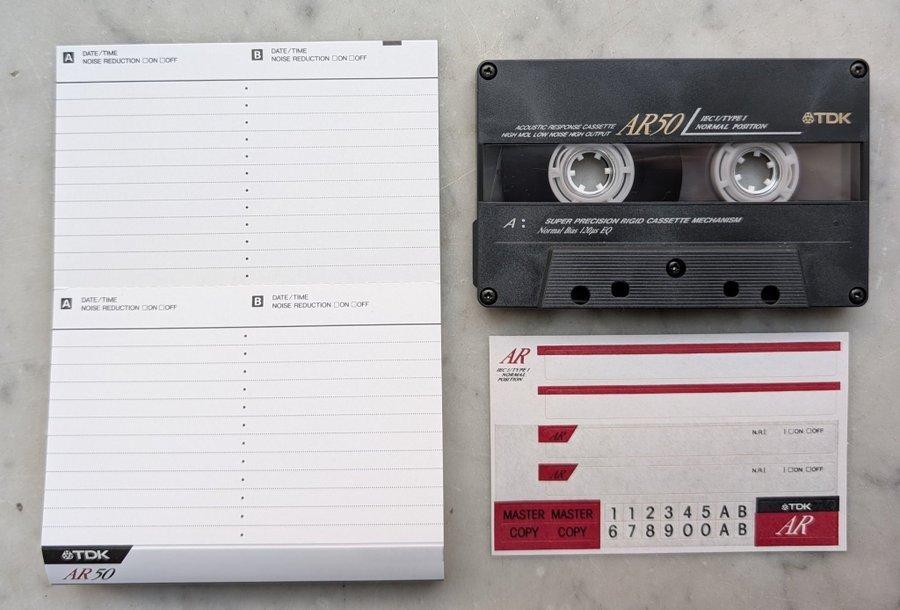 A DATE/TIME
NOISE REDUCTION □ON □OFF
B DATE/TIME
NOISE REDUCTION □ON □OFF
A DATE/TIME
NOISE REDUCTION □ON □OFF
B DATE/TIME
NOISE REDUCTION □ON □OFF
TDK
AR 50
ACOUSTIC RESPONSE CASSETTE
HIGH MOL LOW NOISE HIGH OUTPUT
AR50
IEC I/TYPE I
NORMAL POSITION
TDK
A: SUPER PRECISION RIGID CASSETTE MECHANISM
Normal Bias 120μs EQ
AR
IEC I/TYPE I
NORMAL
POSITION
AR
N.R. □ON □OFF
AR
N.R. □ON □OFF
MASTER MASTER
COPY COPY
1 1 2 3 4 5 A B
6 7 8 9 0 0 A B
TDK
AR